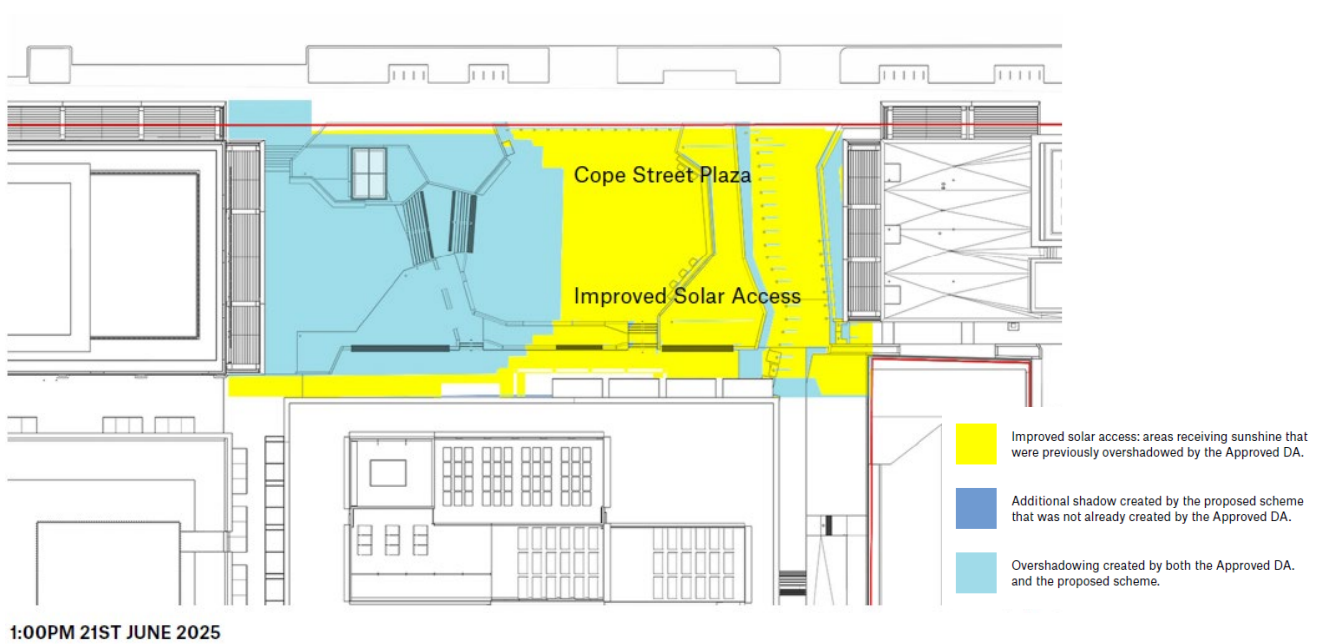 Cope Street Plaza
Improved Solar Access
Improved solar access: areas receiving sunshine that
were previously overshadowed by the Approved DA.
Additional shadow created by the proposed scheme
that was not already created by the Approved DA.
Overshadowing created by both the Approved DA.
and the proposed scheme.
1:00PM 21ST JUNE 2025